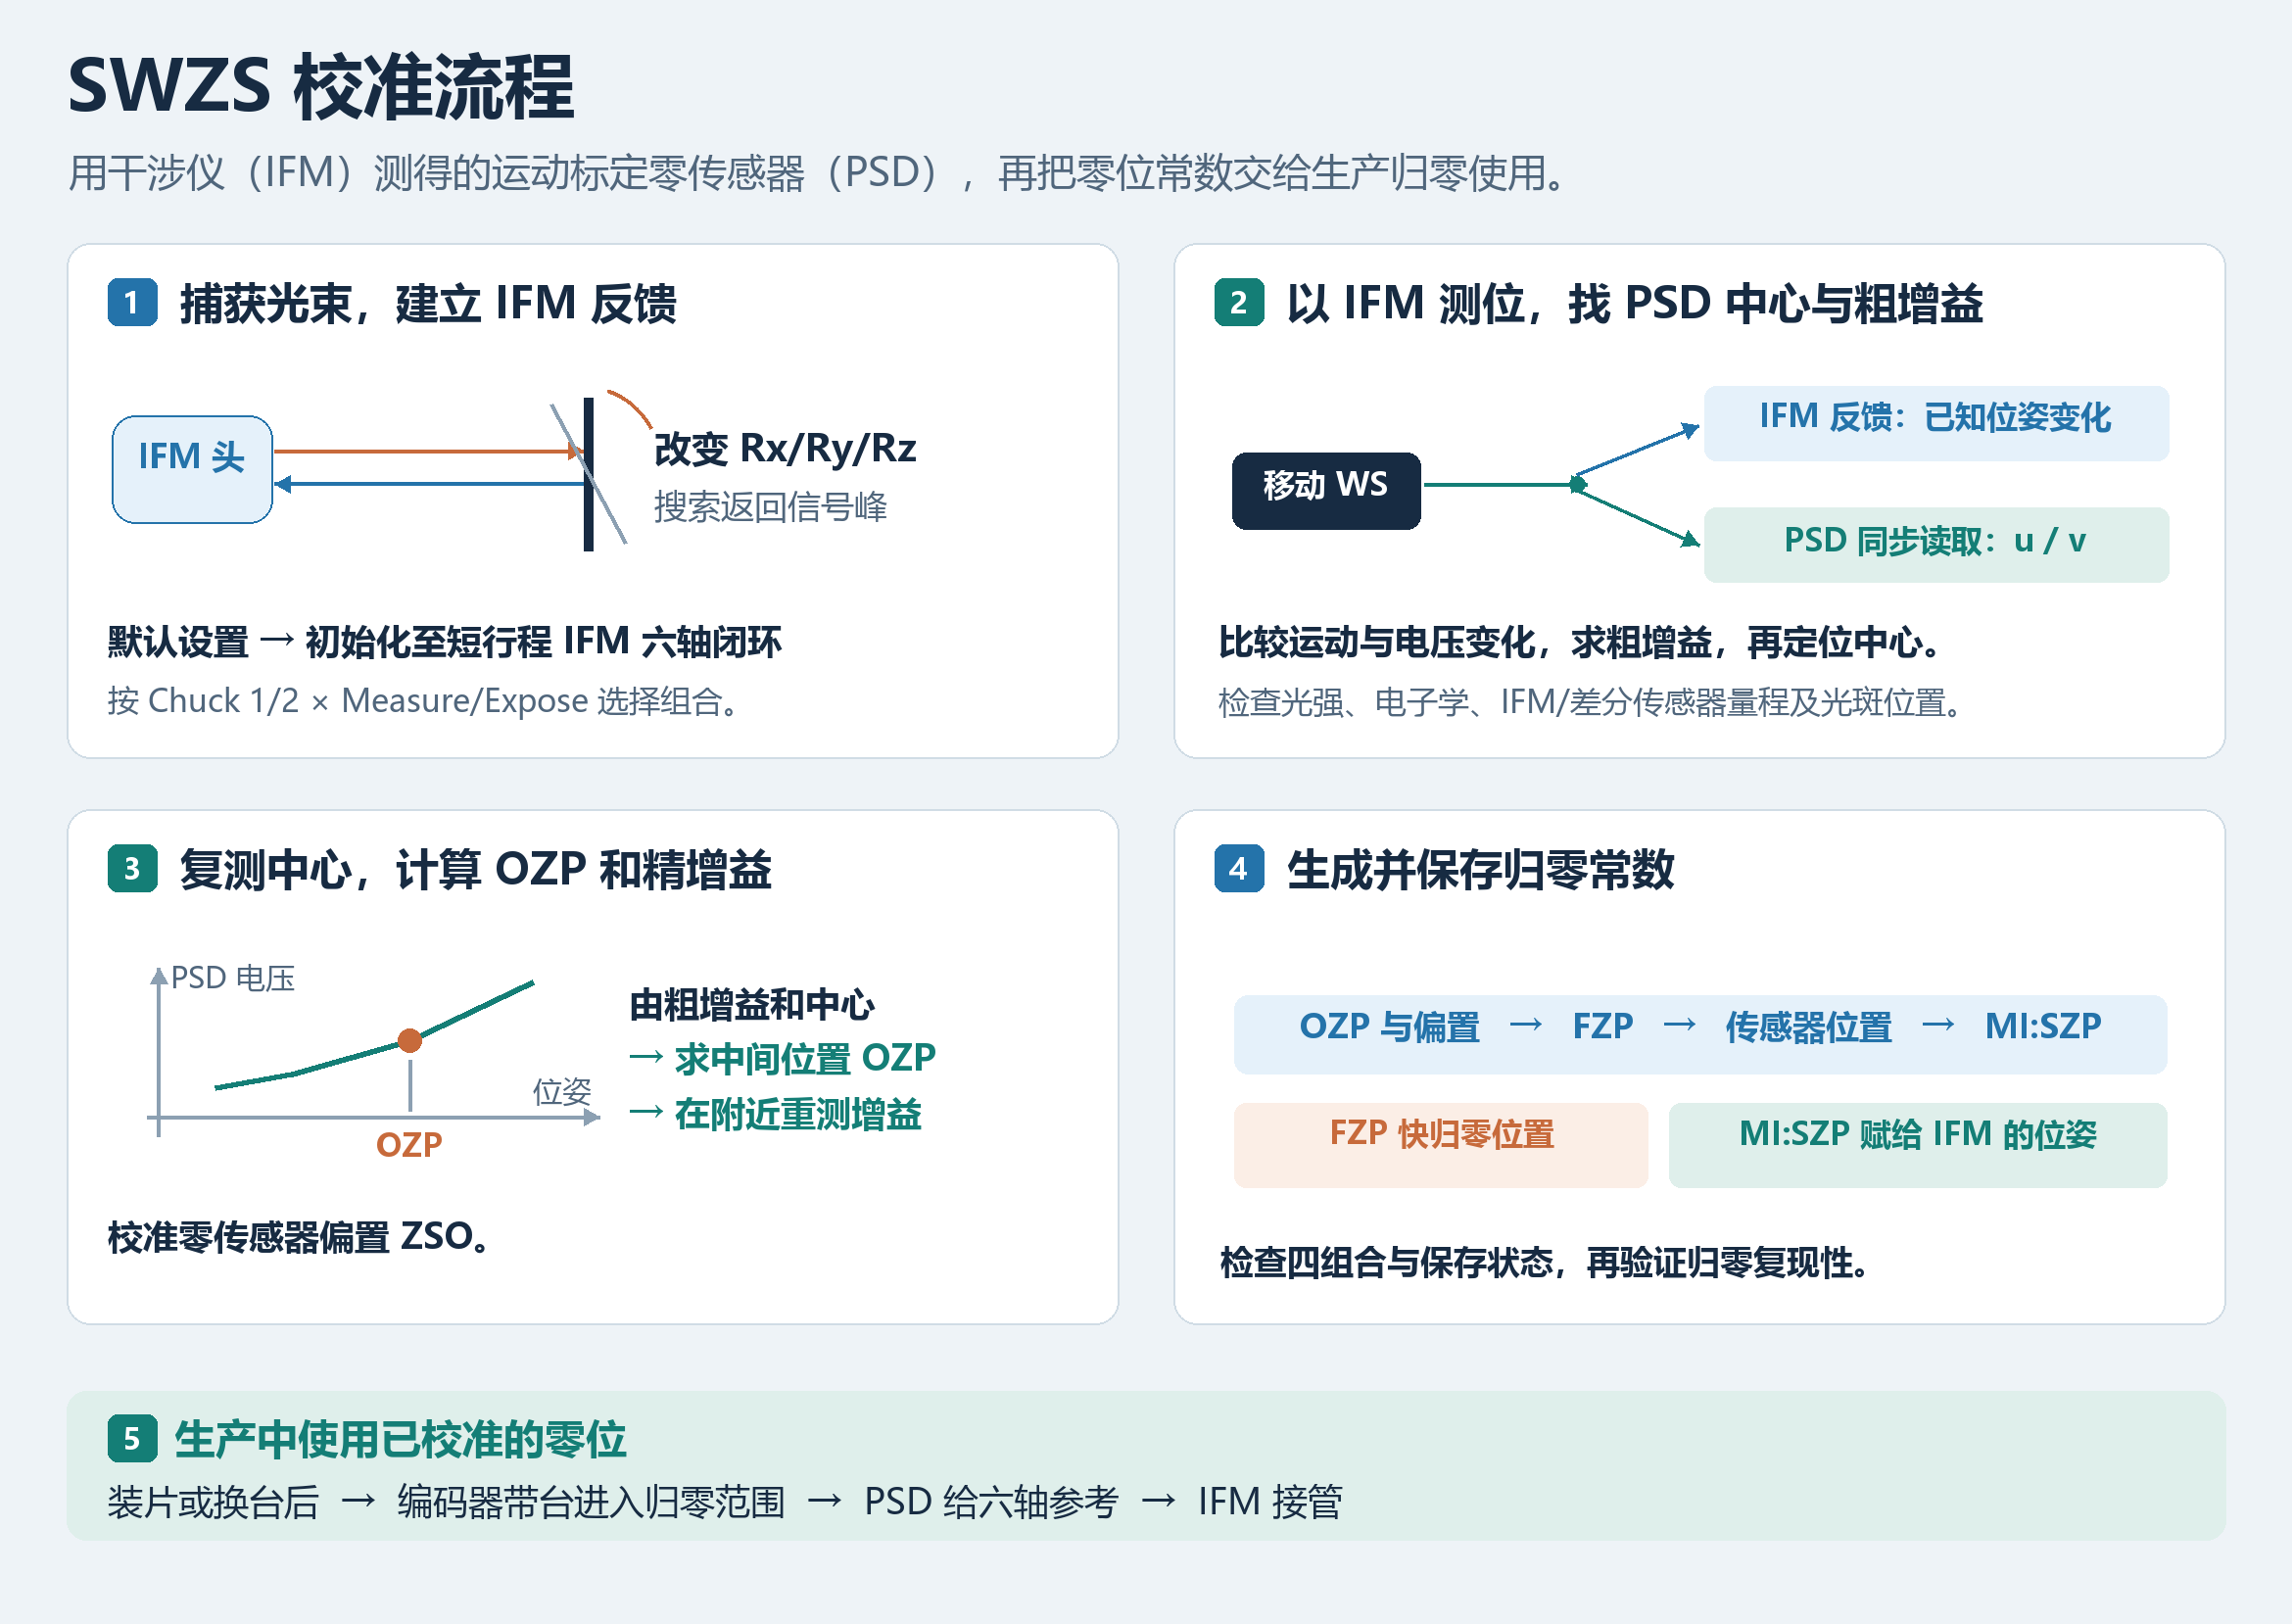 SWZS 校准流程
用干涉仪（IFM）测得的运动标定零传感器（PSD），再把零位常数交给生产归零使用。
1 捕获光束，建立 IFM 反馈
IFM 头
改变 Rx/Ry/Rz
搜索返回信号峰
默认设置 → 初始化至短行程 IFM 六轴闭环
按 Chuck 1/2 × Measure/Expose 选择组合。
2 以 IFM 测位，找 PSD 中心与粗增益
移动 WS
IFM 反馈：已知位姿变化
PSD 同步读取：u / v
比较运动与电压变化，求粗增益，再定位中心。
检查光强、电子学、IFM/差分传感器量程及光斑位置。
3 复测中心，计算 OZP 和精增益
PSD 电压
位姿
OZP
由粗增益和中心
→ 求中间位置 OZP
→ 在附近重测增益
校准零传感器偏置 ZSO。
4 生成并保存归零常数
OZP 与偏置 → FZP → 传感器位置 → MI:SZP
FZP 快归零位置
MI:SZP 赋给 IFM 的位姿
检查四组合与保存状态，再验证归零复现性。
5 生产中使用已校准的零位
装片或换台后 → 编码器带台进入归零范围 → PSD 给六轴参考 → IFM 接管